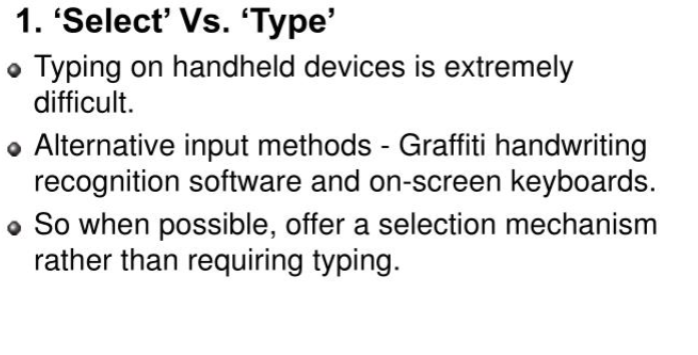 1. ‘Select’ Vs. ‘Type’
Typing on handheld devices is extremely
difficult.
Alternative input methods - Graffiti handwriting
recognition software and on-screen keyboards.
So when possible, offer a selection mechanism
rather than requiring typing.